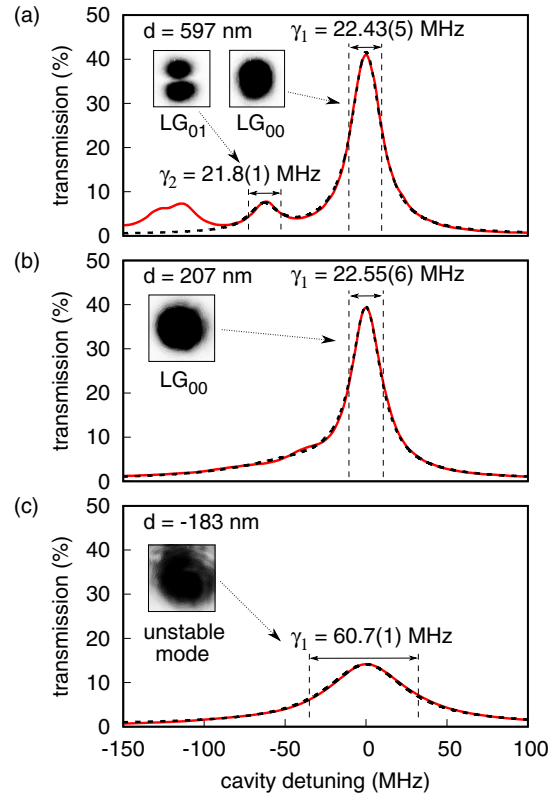 (a)
d = 597 nm
γ1 = 22.43(5) MHz
LG01
LG00
γ2 = 21.8(1) MHz
transmission (%)
50
40
30
20
10
0
(b)
d = 207 nm
γ1 = 22.55(6) MHz
LG00
transmission (%)
50
40
30
20
10
0
(c)
d = -183 nm
unstable
mode
γ1 = 60.7(1) MHz
transmission (%)
50
40
30
20
10
0
-150 -100 -50 0 50 100
cavity detuning (MHz)